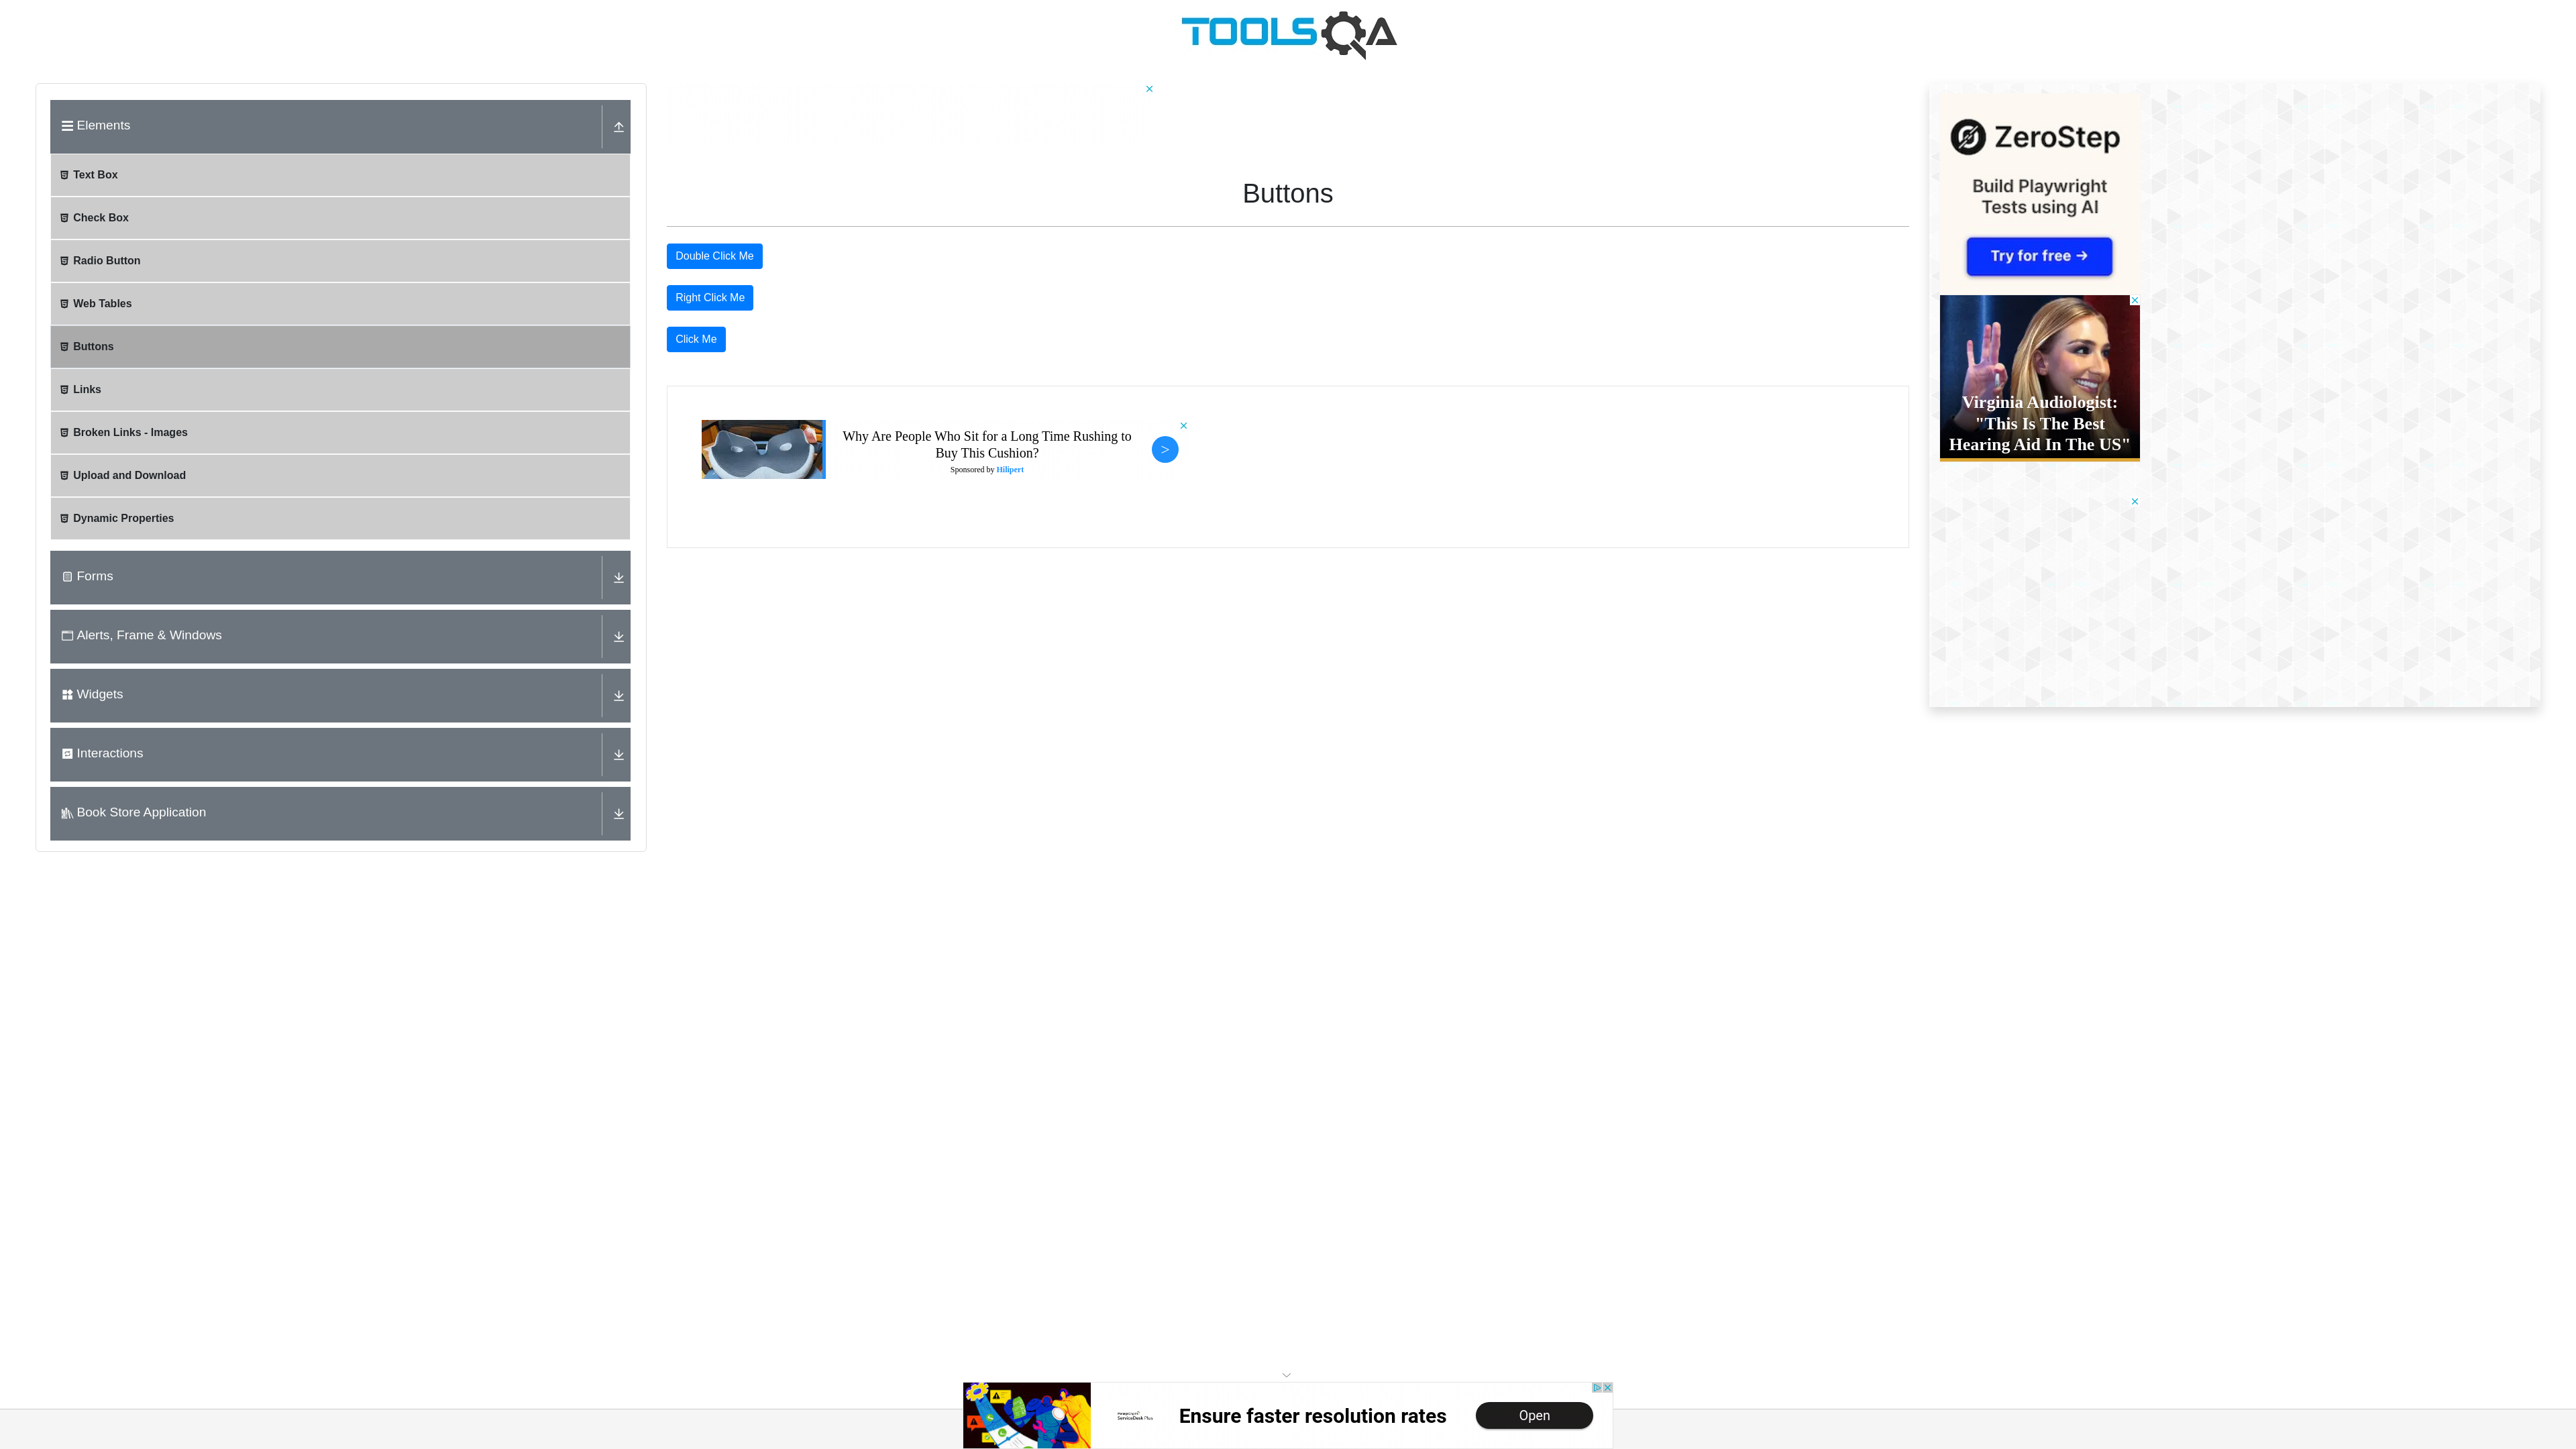 TOOLSQA
Elements
Text Box
Check Box
Radio Button
Web Tables
Buttons
Links
Broken Links - Images
Upload and Download
Dynamic Properties
Forms
Alerts, Frame & Windows
Widgets
Interactions
Book Store Application
Buttons
Double Click Me
Right Click Me
Click Me
Why Are People Who Sit for a Long Time Rushing to
Buy This Cushion?
Sponsored by Hilipert
>
ZeroStep
Build Playwright
Tests using AI
Try for free →
Virginia Audiologist:
"This Is The Best
Hearing Aid In The US"
ManageEngine
ServiceDesk Plus
Ensure faster resolution rates
Open